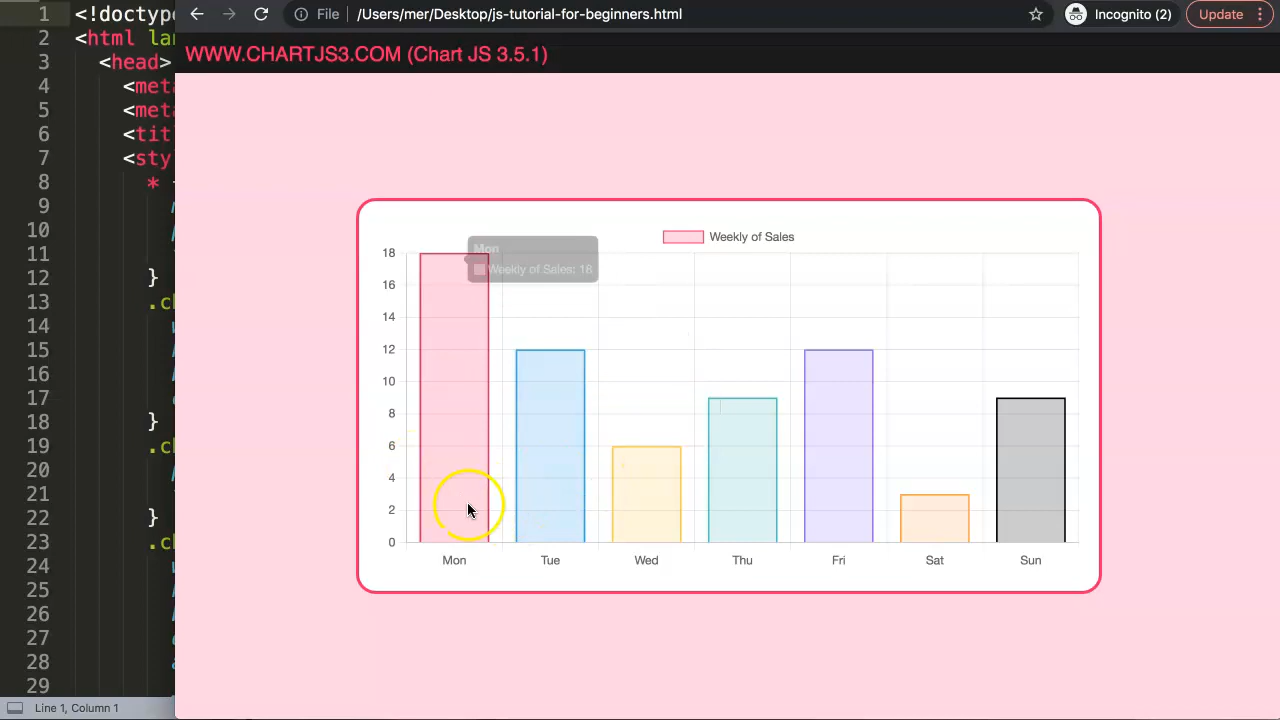 1 <!doctyp
2 <html lan
3 <head>
4 <met
5 <met
6 <tit
7 <sty
8 *
9
10
11
12 }
13 .c
14
15
16
17
18 }
19 .c
20
21
22 }
23 .c
24
25
26
27
28
29
Line 1, Column 1
File /Users/mer/Desktop/js-tutorial-for-beginners.html Incognito (2) Update
WWW.CHARTJS3.COM (Chart JS 3.5.1)
Weekly of Sales
Mon
Weekly of Sales: 18
18
16
14
12
10
8
6
4
2
0
Mon Tue Wed Thu Fri Sat Sun